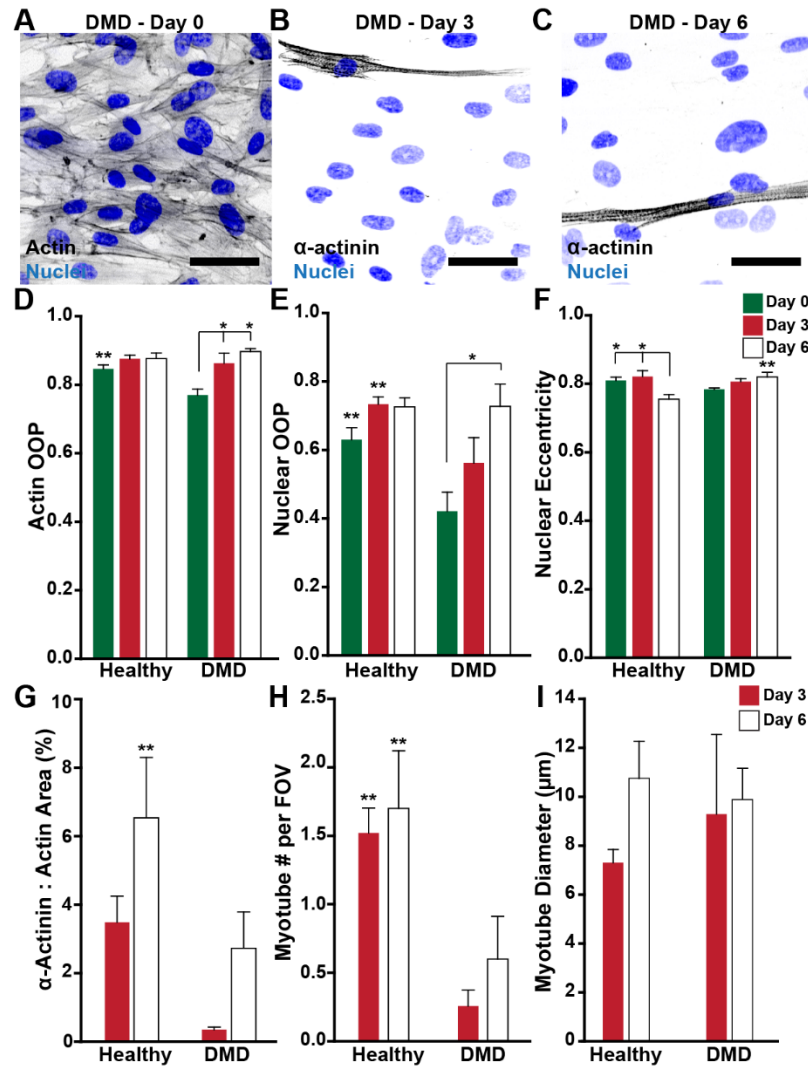 A DMD - Day 0
Actin
Nuclei
B DMD - Day 3
α-actinin
Nuclei
C DMD - Day 6
α-actinin
Nuclei
D
Actin OOP
1.0
0.8
0.6
0.4
0.2
0.0
**
* *
Healthy DMD
E
Nuclear OOP
1.0
0.8
0.6
0.4
0.2
0.0
** **
*
Healthy DMD
F
Nuclear Eccentricity
1.0
0.8
0.6
0.4
0.2
0.0
* *
**
Day 0
Day 3
Day 6
Healthy DMD
G
α-Actinin : Actin Area (%)
10
8
6
4
2
0
**
Healthy DMD
H
Myotube # per FOV
2.5
2.0
1.5
1.0
0.5
0.0
** **
Healthy DMD
I
Myotube Diameter (µm)
14
12
10
8
6
4
2
0
Day 3
Day 6
Healthy DMD